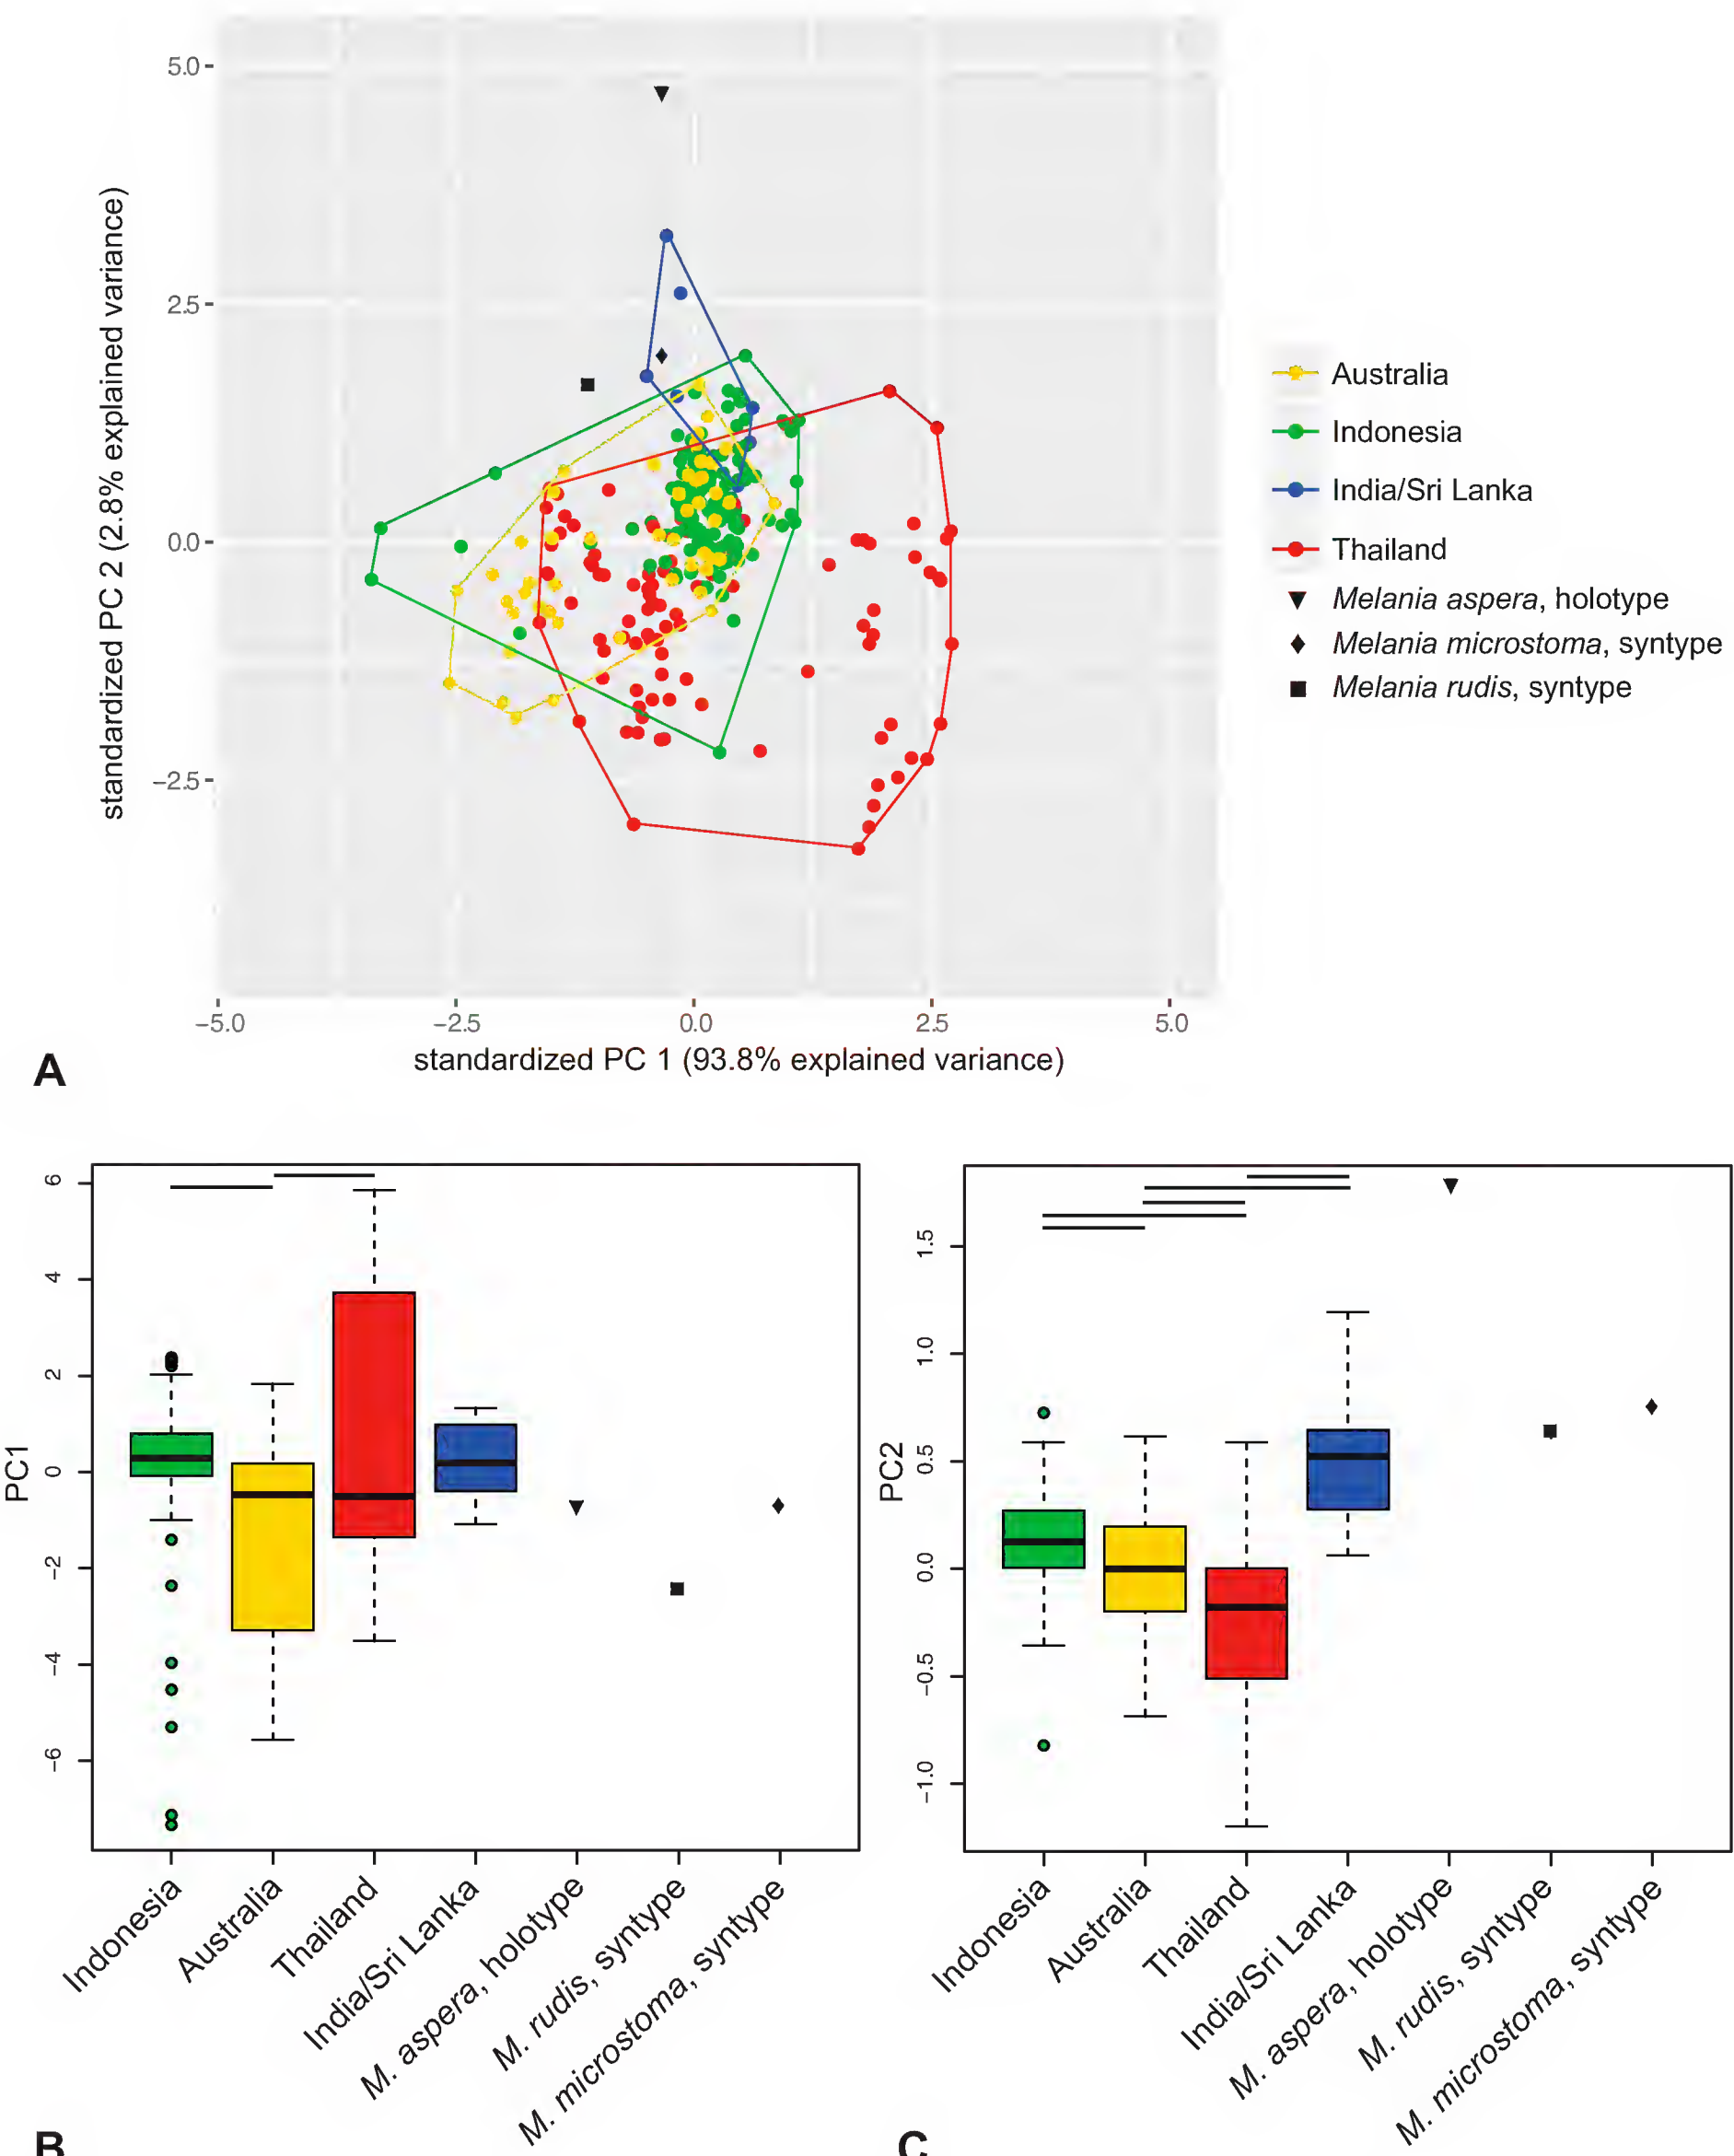 5.0
2.5
0.0
−2.5
standardized PC 2 (2.8% explained variance)
−5.0
−2.5
0.0
2.5
5.0
standardized PC 1 (93.8% explained variance)
Australia
Indonesia
India/Sri Lanka
Thailand
Melania aspera, holotype
Melania microstoma, syntype
Melania rudis, syntype
A
6
4
2
0
−2
−4
−6
PC1
Indonesia
Australia
Thailand
India/Sri Lanka
M. aspera, holotype
M. rudis, syntype
M. microstoma, syntype
B
1.5
1.0
0.5
0.0
−0.5
−1.0
PC2
Indonesia
Australia
Thailand
India/Sri Lanka
M. aspera, holotype
M. rudis, syntype
M. microstoma, syntype
C